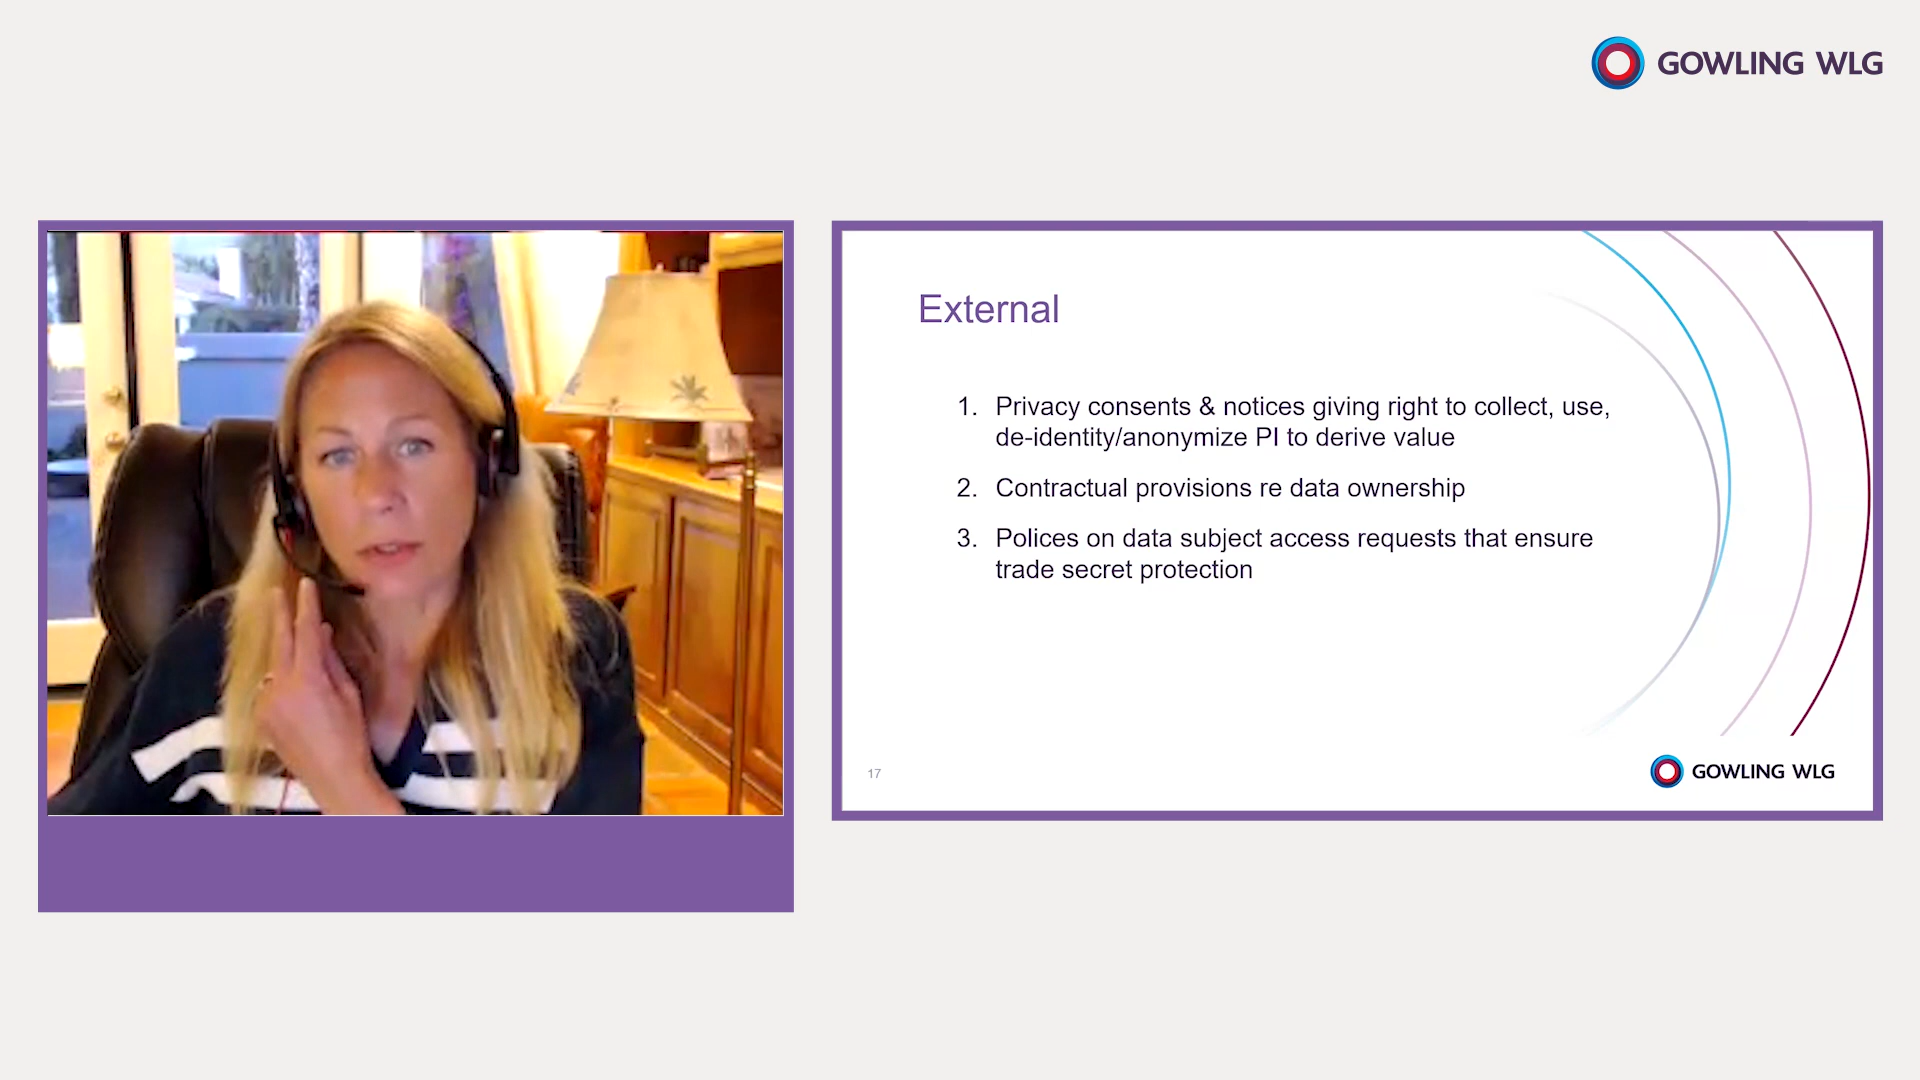 GOWLING WLG
External
1. Privacy consents & notices giving right to collect, use,
de-identity/anonymize PI to derive value
2. Contractual provisions re data ownership
3. Polices on data subject access requests that ensure
trade secret protection
17
GOWLING WLG